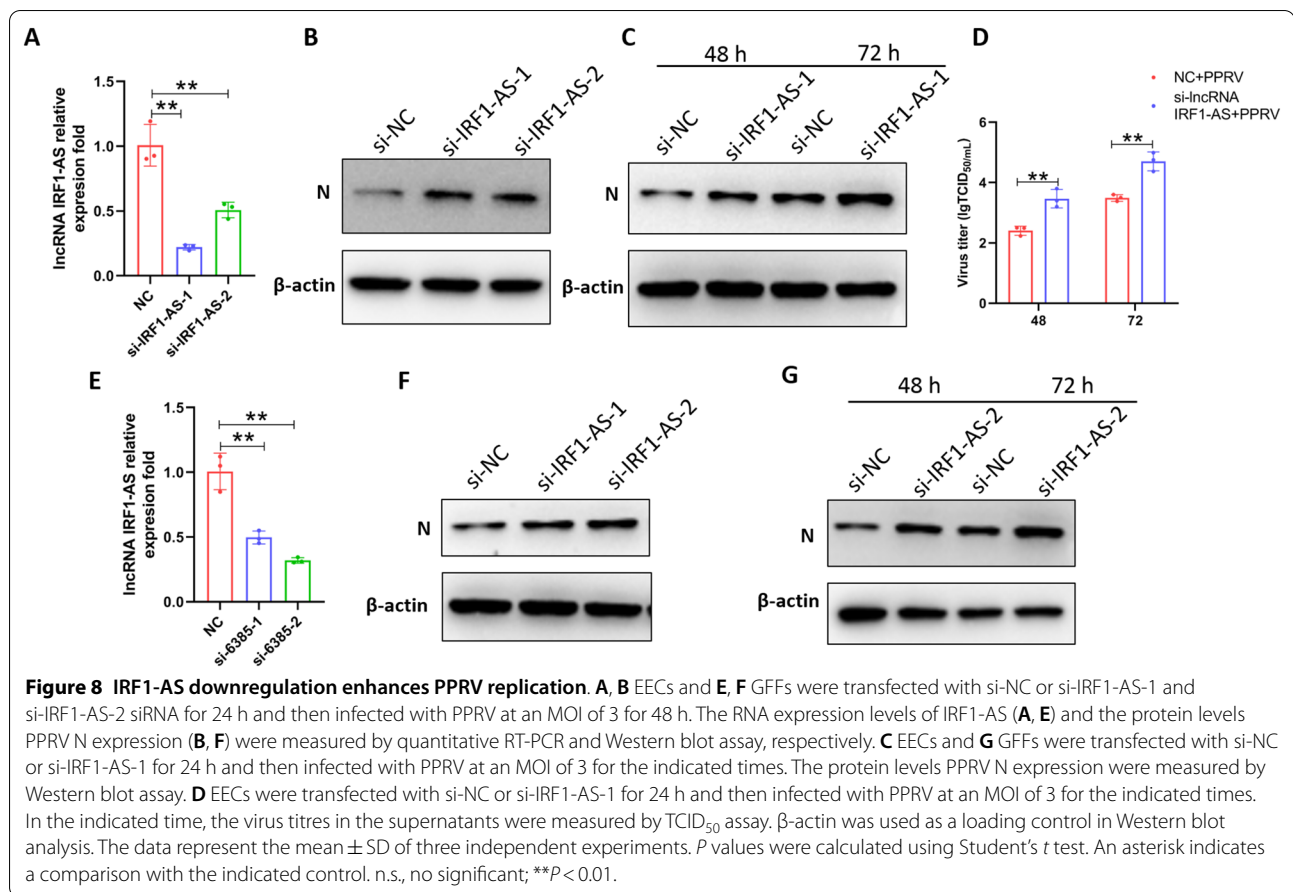 A
lncRNA IRF1-AS relative
expresion fold
1.5
1.0
0.5
0.0
**
**
NC
si-IRF1-AS-1
si-IRF1-AS-2
B
si-NC
si-IRF1-AS-1
si-IRF1-AS-2
N
β-actin
C
48 h
72 h
si-NC
si-IRF1-AS-1
si-NC
si-IRF1-AS-1
N
β-actin
D
NC+PPRV
si-lncRNA
IRF1-AS+PPRV
Virus titer (lgTCID50/mL)
6
4
2
0
**
**
48
72
E
lncRNA IRF1-AS relative
expression fold
1.5
1.0
0.5
0.0
**
**
NC
si-6385-1
si-6385-2
F
si-NC
si-IRF1-AS-1
si-IRF1-AS-2
N
β-actin
G
48 h
72 h
si-NC
si-IRF1-AS-2
si-NC
si-IRF1-AS-2
N
β-actin
Figure 8 IRF1-AS downregulation enhances PPRV replication. A, B EECs and E, F GFFs were transfected with si-NC or si-IRF1-AS-1 and
si-IRF1-AS-2 siRNA for 24 h and then infected with PPRV at an MOI of 3 for 48 h. The RNA expression levels of IRF1-AS (A, E) and the protein levels
PPRV N expression (B, F) were measured by quantitative RT-PCR and Western blot assay, respectively. C EECs and G GFFs were transfected with si-NC
or si-IRF1-AS-1 for 24 h and then infected with PPRV at an MOI of 3 for the indicated times. The protein levels PPRV N expression were measured by
Western blot assay. D EECs were transfected with si-NC or si-IRF1-AS-1 for 24 h and then infected with PPRV at an MOI of 3 for the indicated times.
In the indicated time, the virus titres in the supernatants were measured by TCID50 assay. β-actin was used as a loading control in Western blot
analysis. The data represent the mean ± SD of three independent experiments. P values were calculated using Student's t test. An asterisk indicates
a comparison with the indicated control. n.s., no significant; **P < 0.01.